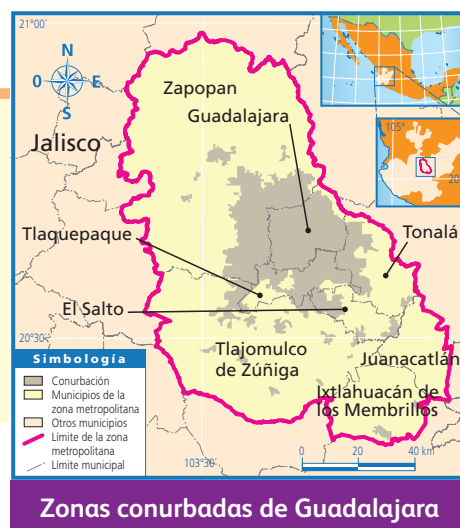 21°00'
N
O
E
S
Zapopan
Guadalajara
Jalisco
105°
20
Tlaquepaque
Tonalá
El Salto
20°30'
Tlajomulco
de Zúñiga
Juanacatlán
Ixtlahuacán de
los Membrillos
Simbología
Conurbación
Municipios de la
zona metropolitana
Otros municipios
Límite de la zona
metropolitana
Límite municipal
103°30'
0
20
40 km
Zonas conurbadas de Guadalajara